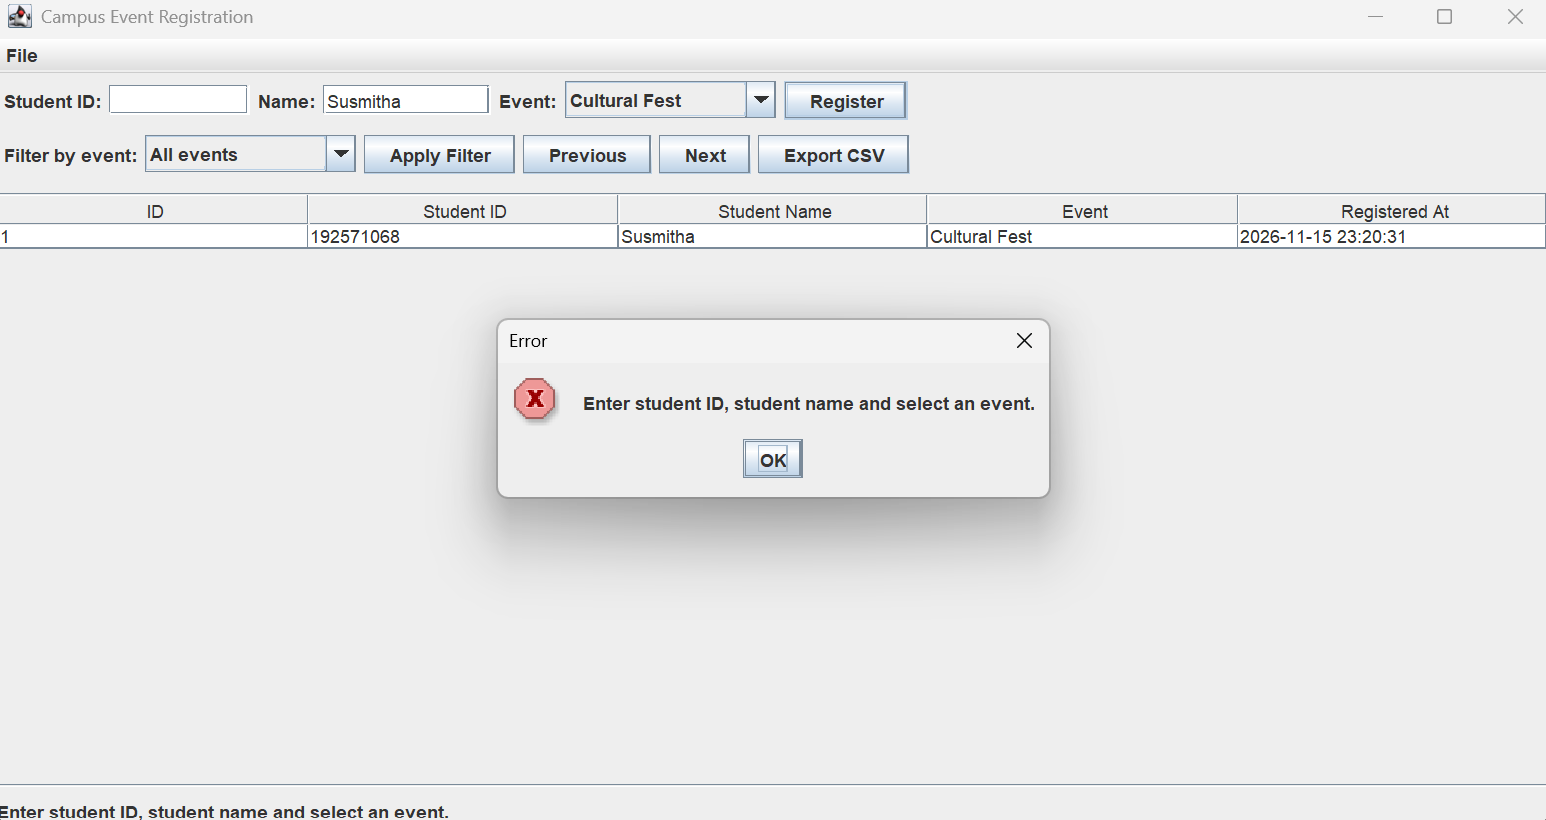 Campus Event Registration
File
Student ID: Name: Susmitha Event: Cultural Fest Register
Filter by event: All events Apply Filter Previous Next Export CSV
ID Student ID Student Name Event Registered At
1 192571068 Susmitha Cultural Fest 2026-11-15 23:20:31
Error
X
Enter student ID, student name and select an event.
OK
Enter student ID, student name and select an event.